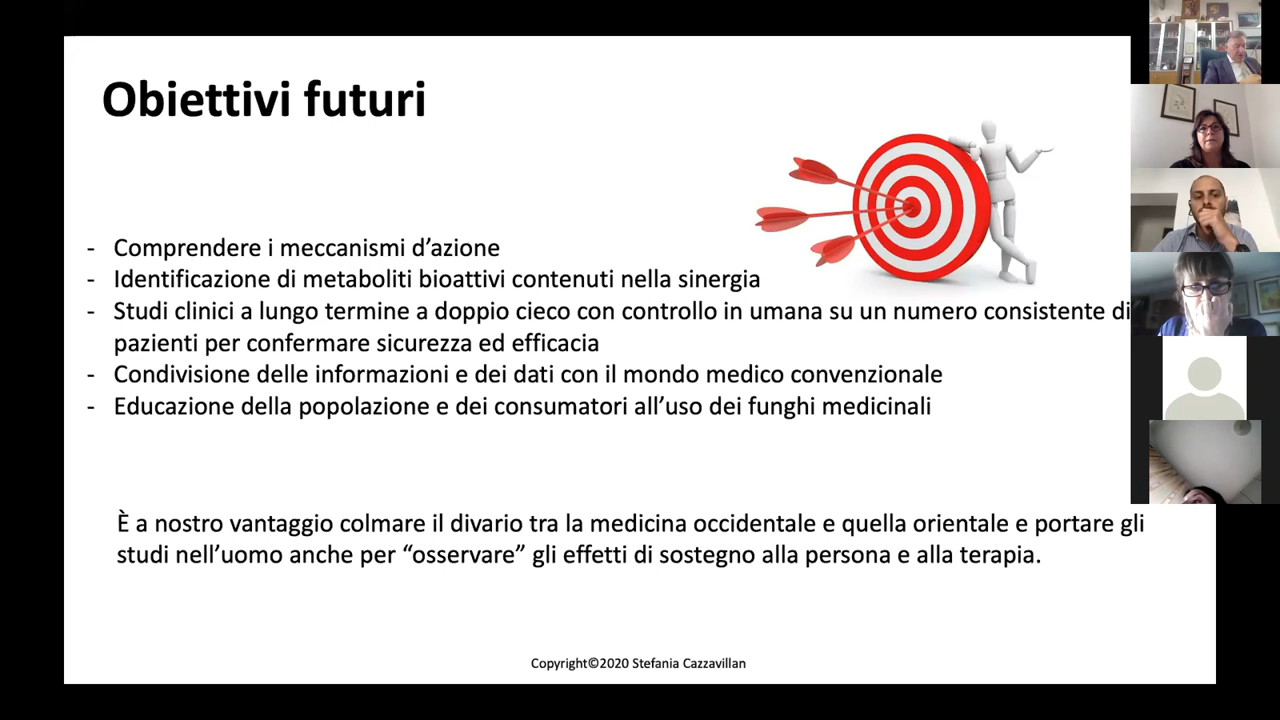 Obiettivi futuri
- Comprendere i meccanismi d’azione
- Identificazione di metaboliti bioattivi contenuti nella sinergia
- Studi clinici a lungo termine a doppio cieco con controllo in umana su un numero consistente di
pazienti per confermare sicurezza ed efficacia
- Condivisione delle informazioni e dei dati con il mondo medico convenzionale
- Educazione della popolazione e dei consumatori all’uso dei funghi medicinali
È a nostro vantaggio colmare il divario tra la medicina occidentale e quella orientale e portare gli
studi nell’uomo anche per “osservare” gli effetti di sostegno alla persona e alla terapia.
Copyright©2020 Stefania Cazzavillan